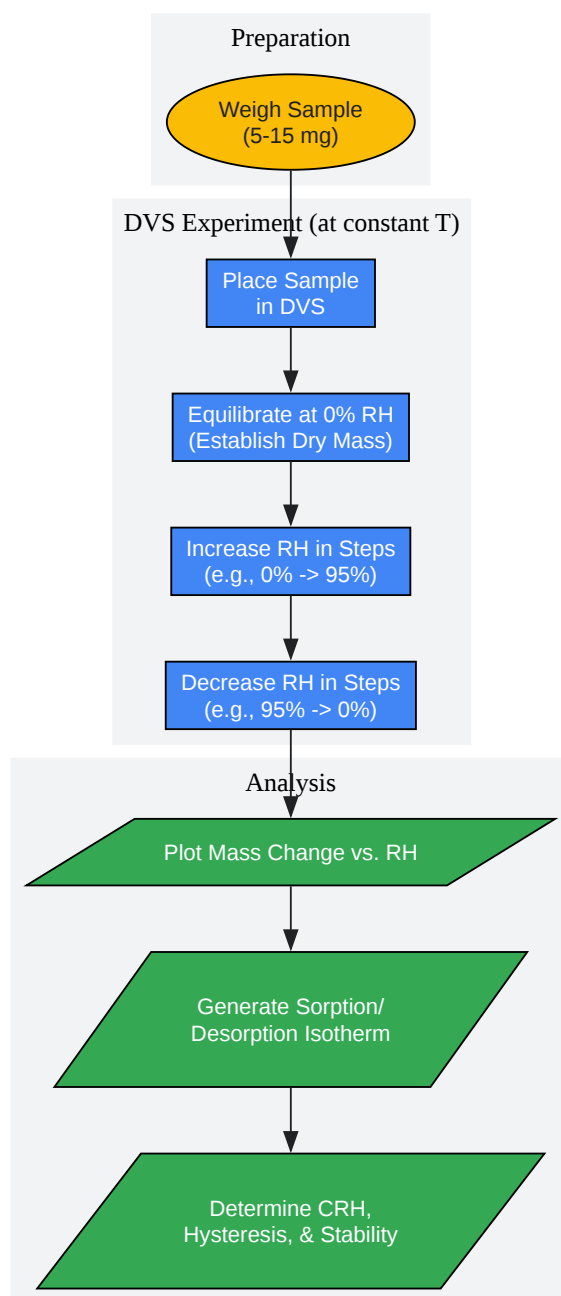 Preparation
Weigh Sample
(5-15 mg)
DVS Experiment (at constant T)
Place Sample
in DVS
Equilibrate at 0% RH
(Establish Dry Mass)
Increase RH in Steps
(e.g., 0% -> 95%)
Decrease RH in Steps
(e.g., 95% -> 0%)
Analysis
Plot Mass Change vs. RH
Generate Sorption/
Desorption Isotherm
Determine CRH,
Hysteresis, & Stability